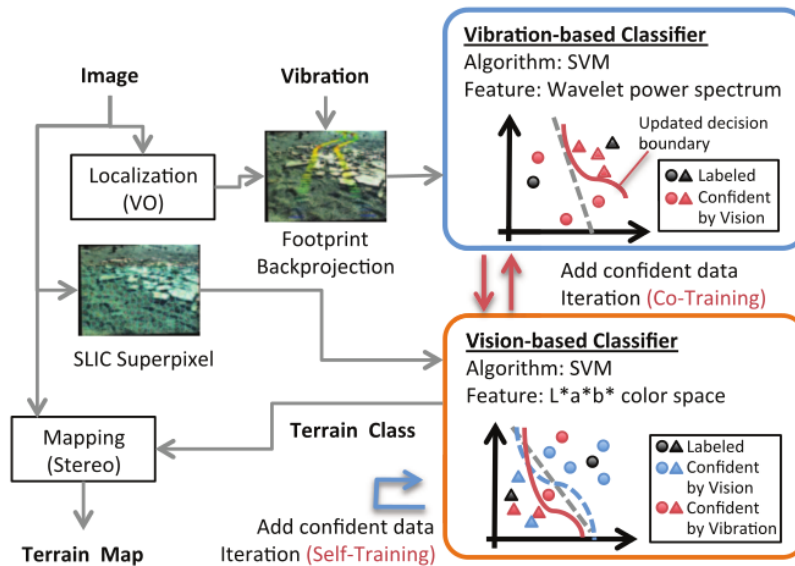 Image
Vibration
Localization
(VO)
Footprint
Backprojection
SLIC Superpixel
Mapping
(Stereo)
Terrain Map
Terrain Class
Add confident data
Iteration (Self-Training)
Vibration-based Classifier
Algorithm: SVM
Feature: Wavelet power spectrum
Updated decision
boundary
Labeled
Confident
by Vision
Add confident data
Iteration (Co-Training)
Vision-based Classifier
Algorithm: SVM
Feature: L*a*b* color space
Labeled
Confident
by Vision
Confident
by Vibration